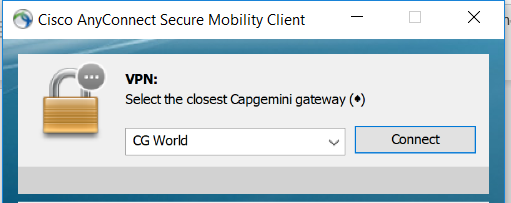 Cisco AnyConnect Secure Mobility Client
VPN:
Select the closest Capgemini gateway (♦)
CG World
Connect